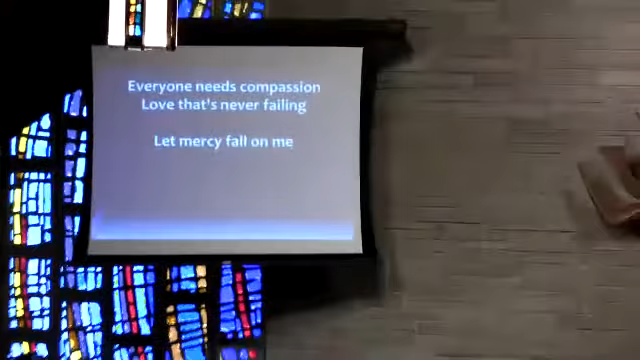 Everyone needs compassion
Love that's never failing
Let mercy fall on me